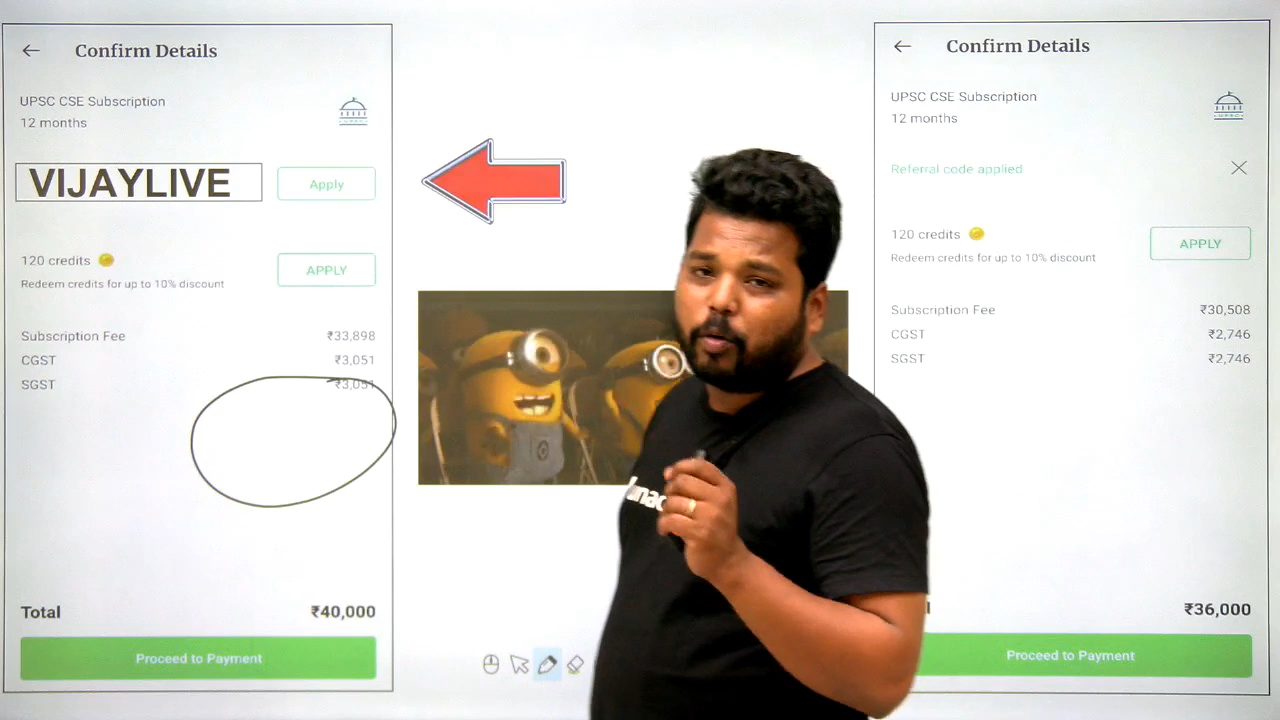 Confirm Details
UPSC CSE Subscription
12 months
VIJAYLIVE
Apply
120 credits
APPLY
Redeem credits for up to 10% discount
Subscription Fee ₹33,898
CGST ₹3,051
SGST ₹3,051
Total ₹40,000
Proceed to Payment
Confirm Details
UPSC CSE Subscription
12 months
Referral code applied
120 credits
APPLY
Redeem credits for up to 10% discount
Subscription Fee ₹30,508
CGST ₹2,746
SGST ₹2,746
₹36,000
Proceed to Payment